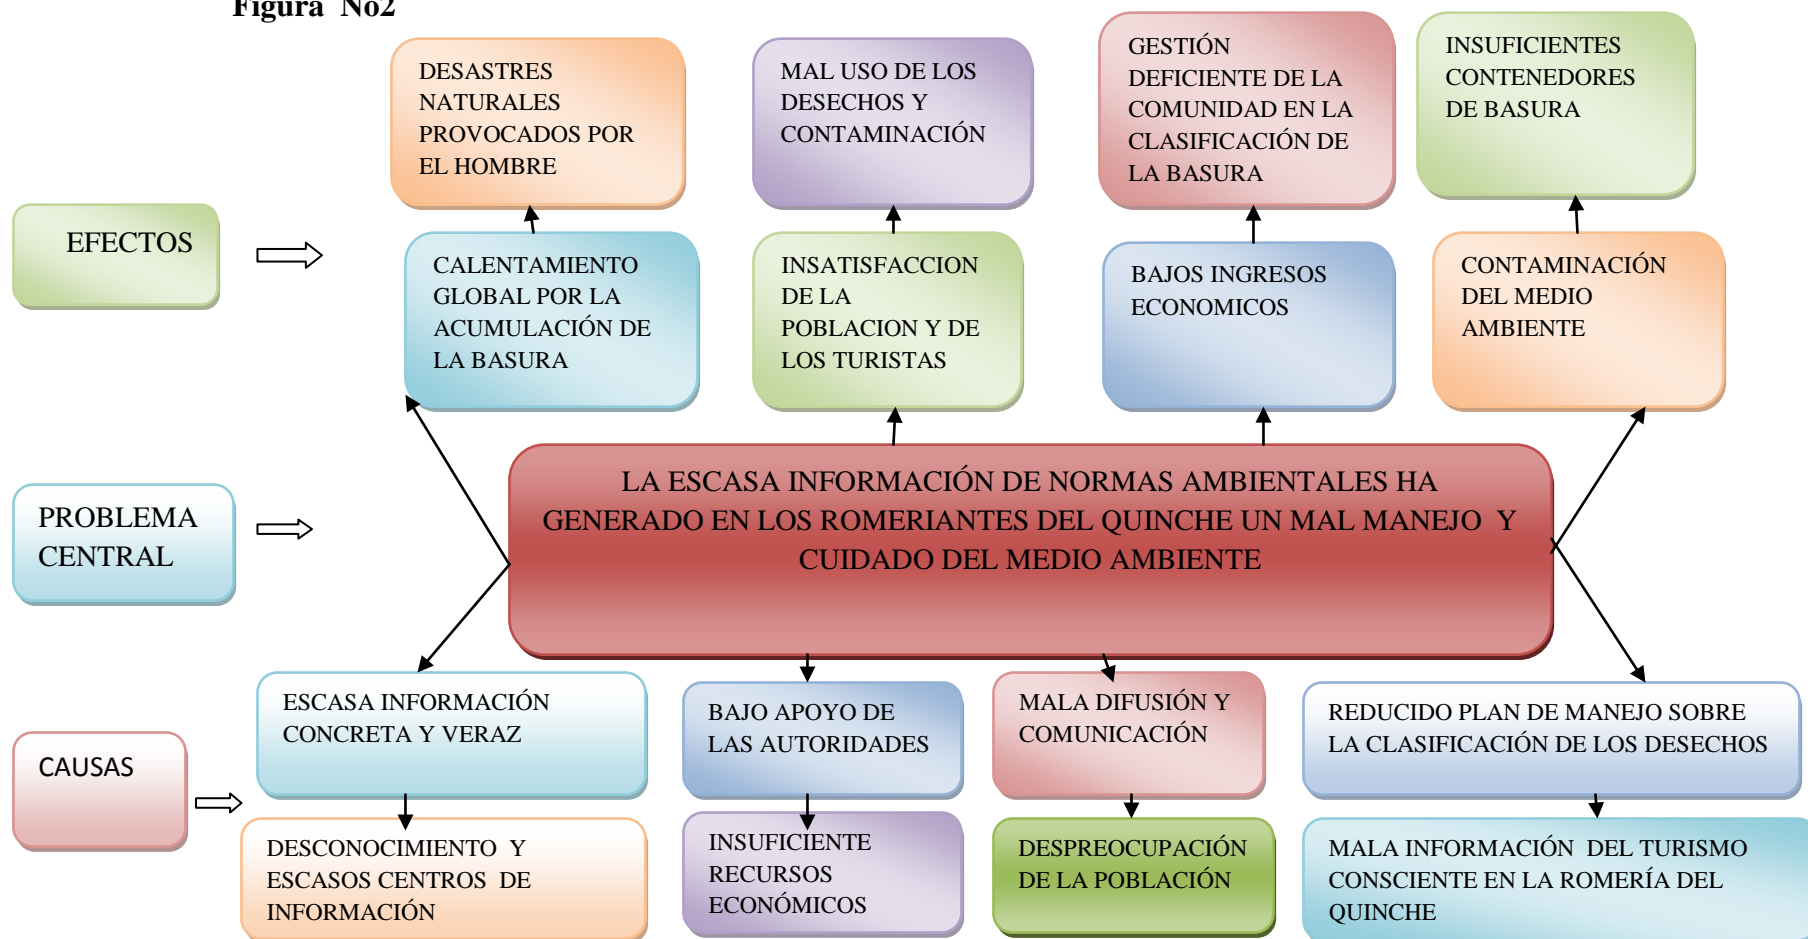 Figura No2
DESASTRES
NATURALES
PROVOCADOS POR
EL HOMBRE
MAL USO DE LOS
DESECHOS Y
CONTAMINACIÓN
GESTIÓN
DEFICIENTE DE LA
COMUNIDAD EN LA
CLASIFICACIÓN DE
LA BASURA
INSUFICIENTES
CONTENEDORES
DE BASURA
EFECTOS
CALENTAMIENTO
GLOBAL POR LA
ACUMULACIÓN DE
LA BASURA
INSATISFACCION
DE LA
POBLACION Y DE
LOS TURISTAS
BAJOS INGRESOS
ECONOMICOS
CONTAMINACIÓN
DEL MEDIO
AMBIENTE
PROBLEMA
CENTRAL
LA ESCASA INFORMACIÓN DE NORMAS AMBIENTALES HA
GENERADO EN LOS ROMERIANTES DEL QUINCHE UN MAL MANEJO Y
CUIDADO DEL MEDIO AMBIENTE
CAUSAS
ESCASA INFORMACIÓN
CONCRETA Y VERAZ
BAJO APOYO DE
LAS AUTORIDADES
MALA DIFUSIÓN Y
COMUNICACIÓN
REDUCIDO PLAN DE MANEJO SOBRE
LA CLASIFICACIÓN DE LOS DESECHOS
DESCONOCIMIENTO Y
ESCASOS CENTROS DE
INFORMACIÓN
INSUFICIENTE
RECURSOS
ECONÓMICOS
DESPREOCUPACIÓN
DE LA POBLACIÓN
MALA INFORMACIÓN DEL TURISMO
CONSCIENTE EN LA ROMERÍA DEL
QUINCHE